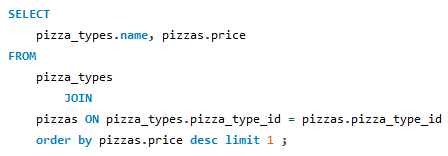 SELECT
pizza_types.name, pizzas.price
FROM
pizza_types
JOIN
pizzas ON pizza_types.pizza_type_id = pizzas.pizza_type_id
order by pizzas.price desc limit 1 ;